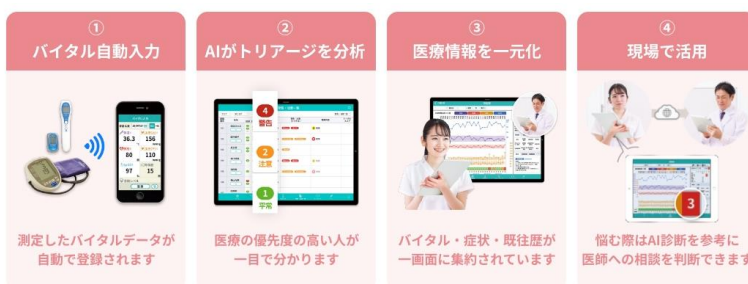 ①
バイタル自動入力
36.3
156
86
110
97
15
測定したバイタルデータが
自動で登録されます
②
AIがトリアージを分析
4
警告
2
注意
1
平常
医療の優先度の高い人が
一目で分かります
③
医療情報を一元化
バイタル・症状・既往歴が
一画面に集約されています
④
現場で活用
3
悩む際はAI診断を参考に
医師への相談を判断できます